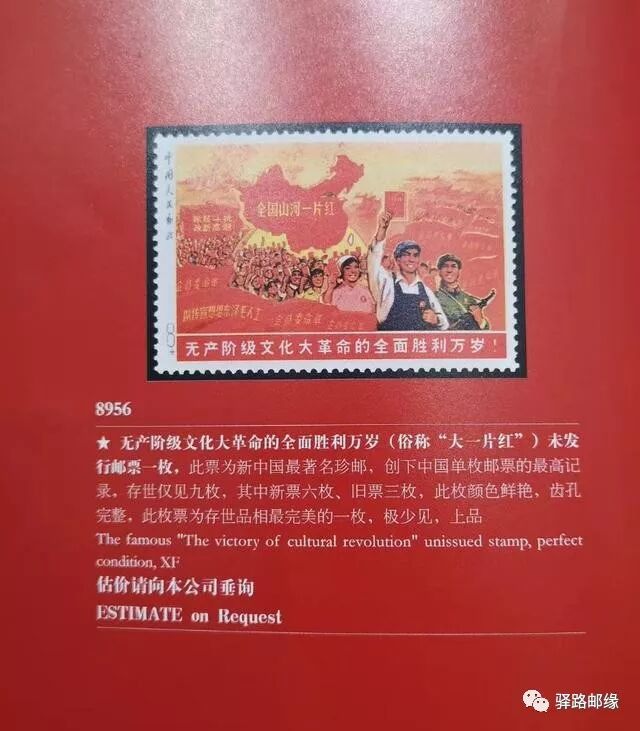 中国人民邮政
全国山河一片红
无产阶级文化大革命的全面胜利万岁！
8956
★ 无产阶级文化大革命的全面胜利万岁（俗称“大一片红”）未发
行邮票一枚，此票为新中国最著名珍邮，创下中国单枚邮票的最高记
录，存世仅见九枚，其中新票六枚、旧票三枚，此枚颜色鲜艳，齿孔
完整，此枚票为存世品相最完美的一枚，极少见，上品
The famous "The victory of cultural revolution" unissued stamp, perfect
condition, XF
估价请向本公司垂询
ESTIMATE on Request
驿路邮缘